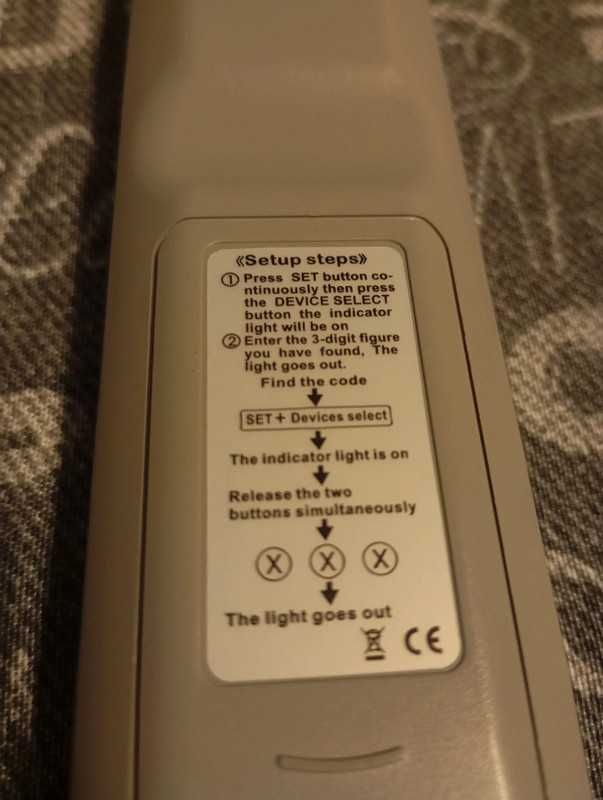 《Setup steps》
① Press SET button co-
ntinuously then press
the DEVICE SELECT
button the indicator
light will be on
② Enter the 3-digit figure
you have found, The
light goes out.
Find the code
SET + Devices select
The indicator light is on
Release the two
buttons simultaneously
X X X
The light goes out
CE